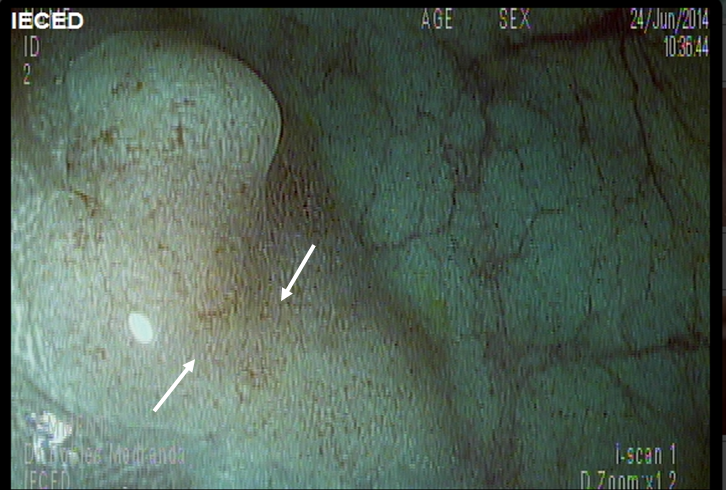 IECED
AGE SEX 24/Jun/2014
ID 10:36:44
2
i-scan 1
D.Zoom:x1.2
IECED